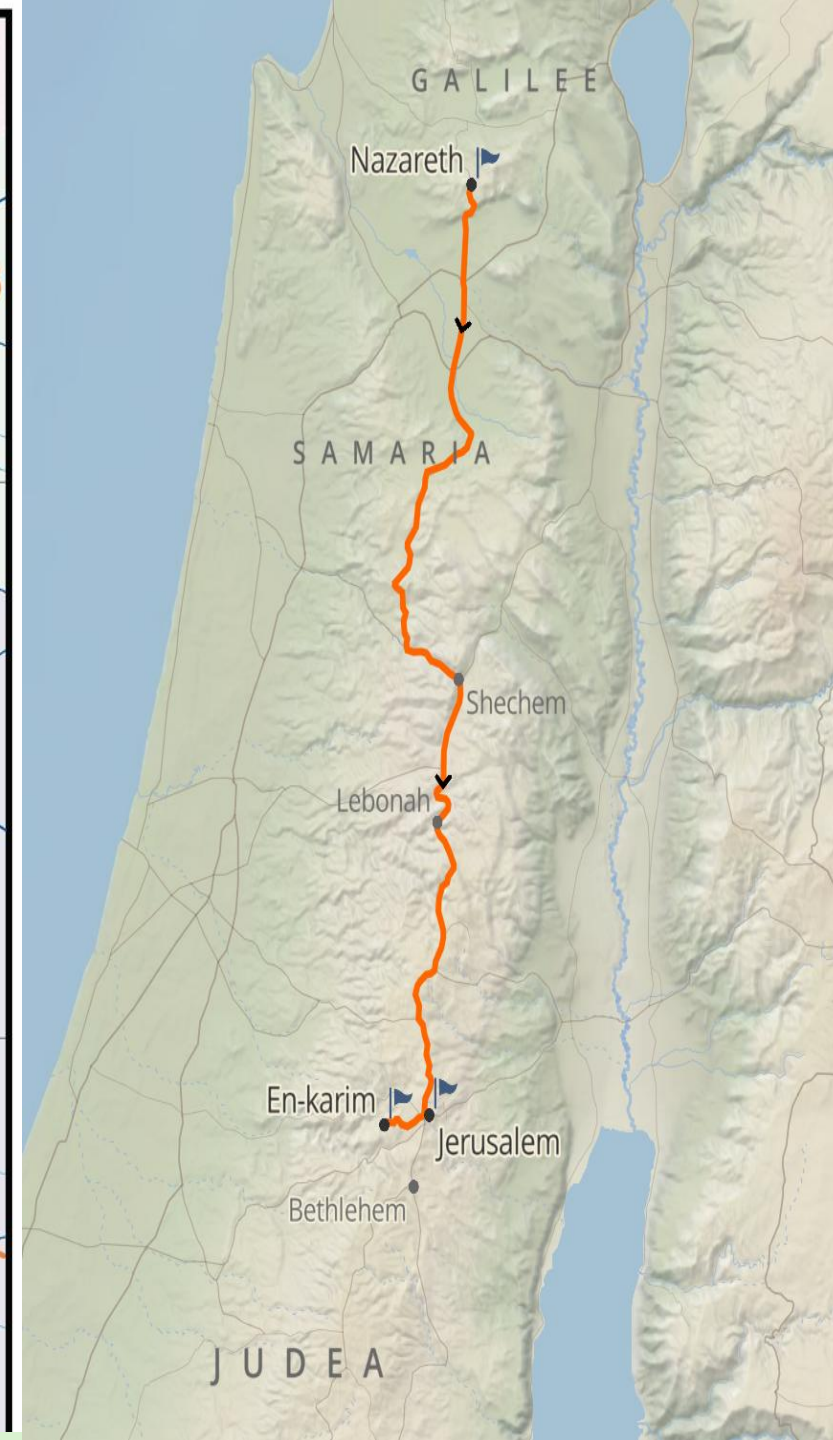 GALILEE
Nazareth
SAMARIA
Shechem
Lebonah
En-karim
Jerusalem
Bethlehem
JUDEA